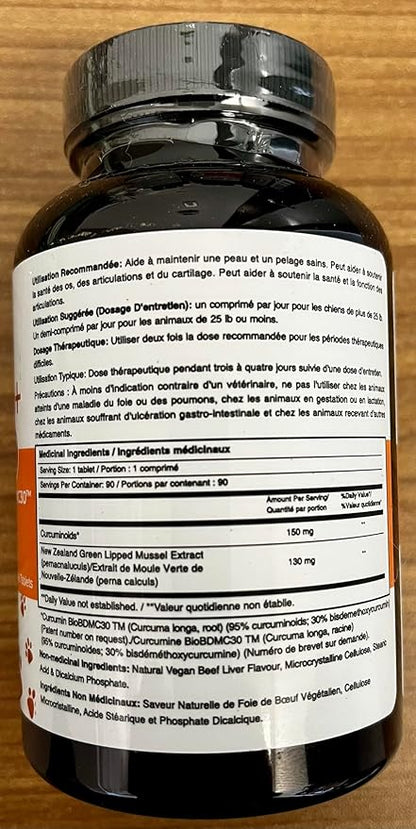 Utilisation Recommandée: Aide à maintenir une peau et un pelage sains. Peut aider à soutenir
la santé des os, des articulations et du cartilage. Peut aider à soutenir la santé et la fonction des
articulations.
Utilisation Suggérée (Dosage D'entretien): un comprimé par jour pour les chiens de plus de 25 lb
Un demi-comprimé par jour pour les animaux de 25 lb ou moins.
Dosage Thérapeutique: Utiliser deux fois la dose recommandée pour les périodes thérapeutiques
difficiles.
Utilisation Typique: Dose thérapeutique pendant trois à quatre jours suivie d'une dose d'entretien.
Précautions : À moins d'indication contraire d'un vétérinaire, ne pas l'utiliser chez les animaux
atteints d'une maladie du foie ou des poumons, chez les animaux en gestation ou en lactation,
chez les animaux souffrant d'ulcération gastro-intestinale et chez les animaux recevant d'autres
médicaments.
Medicinal Ingredients / Ingrédients médicinaux
Serving Size: 1 tablet / Portion : 1 comprimé
Servings Per Container: 90 / Portions par contenant : 90
Amount Per Serving/ %Daily Value*/
Quantité par portion %Valeur quotidienne*
Curcuminoids* 150 mg **
New Zealand Green Lipped Mussel Extract
(pernacnaluculs)/Extrait de Moule Verte de 130 mg **
Nouvelle-Zélande (perna calculs)
**Daily Value not established. / **Valeur quotidienne non établie.
*Curcumin BioBDMC30 TM (Curcuma longa, root) (95% curcuminoids; 30% bisdemethoxycurcumin)
(Patent number on request)./Curcumine BioBDMC30 TM (Curcuma longa, racine)
(95% curcuminoïdes; 30% bisdéméthoxycurcumine) (Numéro de brevet sur demande).
Non-medicinal Ingredients: Natural Vegan Beef Liver Flavour, Microcrystalline Cellulose, Stearic
Acid & Dicalcium Phosphate.
Ingrédients Non Médicinaux: Saveur Naturelle de Foie de Bœuf Végétalien, Cellulose
Microcristalline, Acide Stéarique et Phosphate Dicalcique.
C30™
Tablets